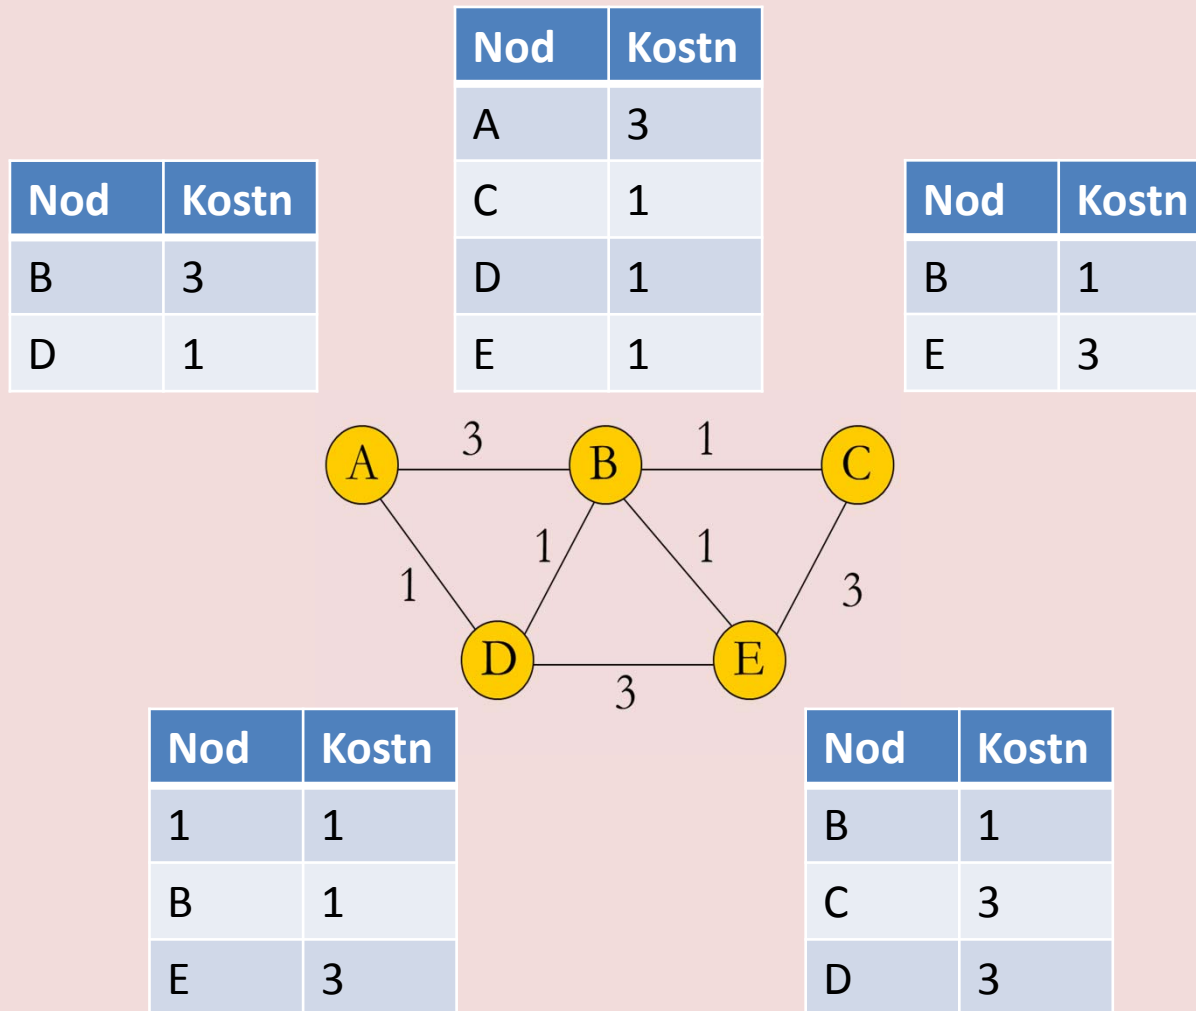 Nod Kostn
A 3
C 1
D 1
E 1
Nod Kostn
B 3
D 1
Nod Kostn
B 1
E 3
3 1
A B C
1 1
1 3
D E
3
Nod Kostn
1 1
B 1
E 3
Nod Kostn
B 1
C 3
D 3